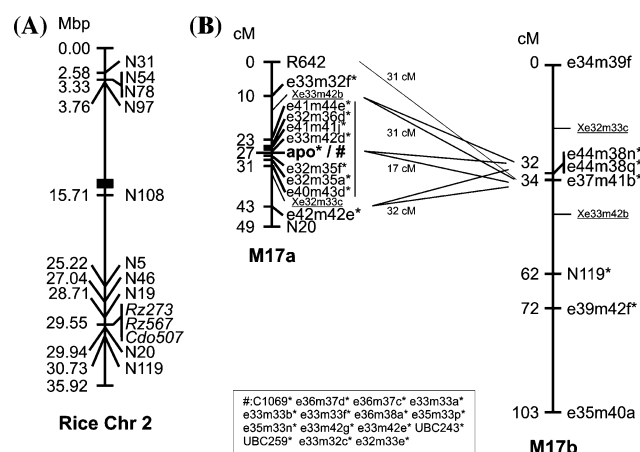 (A)
Mbp
0.00
2.58
3.33
3.76
15.71
25.22
27.04
28.71
29.55
29.94
30.73
35.92
N31
N54
N78
N97
N108
N5
N46
N19
Rz273
Rz567
Cdo507
N20
N119
Rice Chr 2
(B)
cM
0
10
23
27
31
43
49
R642
e33m32f*
Xe33m42b
e41m44e*
e32m36d*
e41m41j*
e33m42d*
apo* / #
e32m35f*
e32m35a*
e40m43d*
Xe32m33c
e42m42e*
N20
M17a
31 cM
31 cM
17 cM
32 cM
cM
0
32
34
62
72
103
e34m39f
Xe32m33c
e44m38n*
e44m38q*
e37m41b*
Xe33m42b
N119*
e39m42f*
e35m40a
M17b
#:C1069* e36m37d* e36m37c* e33m33a*
e33m33b* e33m33f* e36m38a* e35m33p*
e35m33n* e33m42g* e33m42e* UBC243*
UBC259* e33m32c* e32m33e*